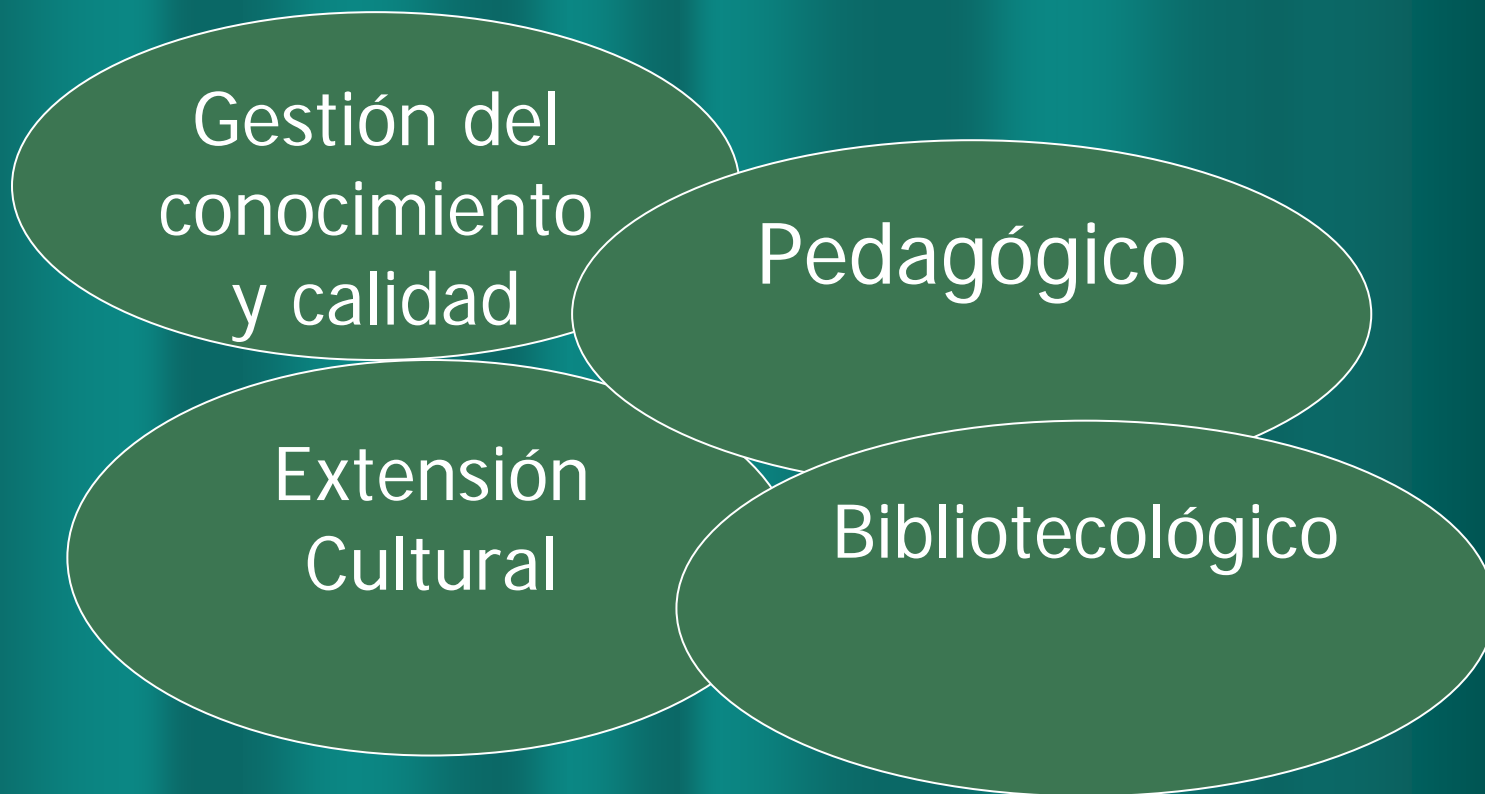 Gestión del
conocimiento
y calidad
Pedagógico
Extensión
Cultural
Bibliotecológico